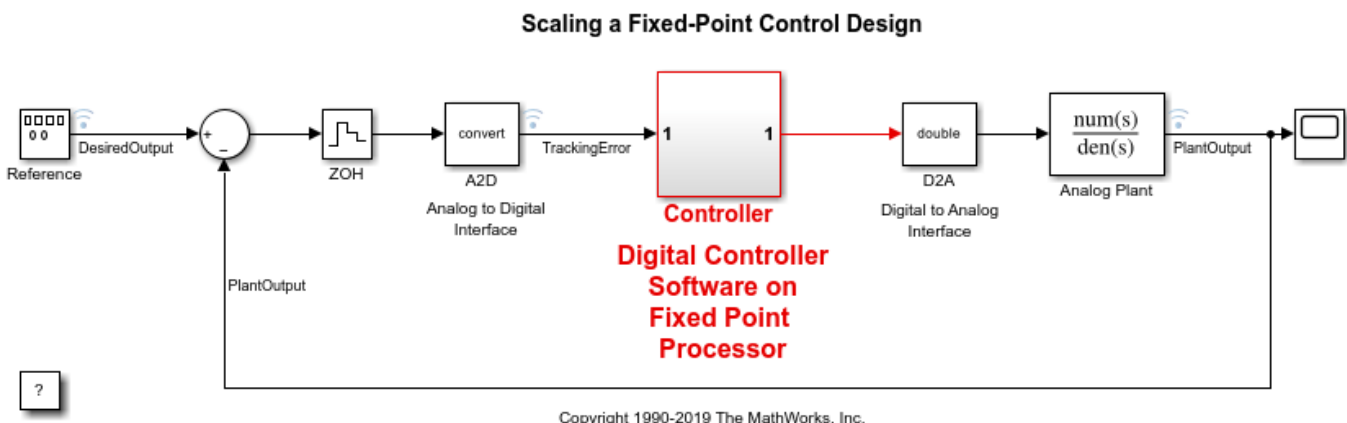 Scaling a Fixed-Point Control Design
DesiredOutput
Reference
+
−
ZOH
convert
A2D
Analog to Digital
Interface
TrackingError
1
1
Controller
Digital Controller
Software on
Fixed Point
Processor
double
D2A
Digital to Analog
Interface
num(s)
den(s)
Analog Plant
PlantOutput
PlantOutput
?
Copyright 1990-2019 The MathWorks, Inc.